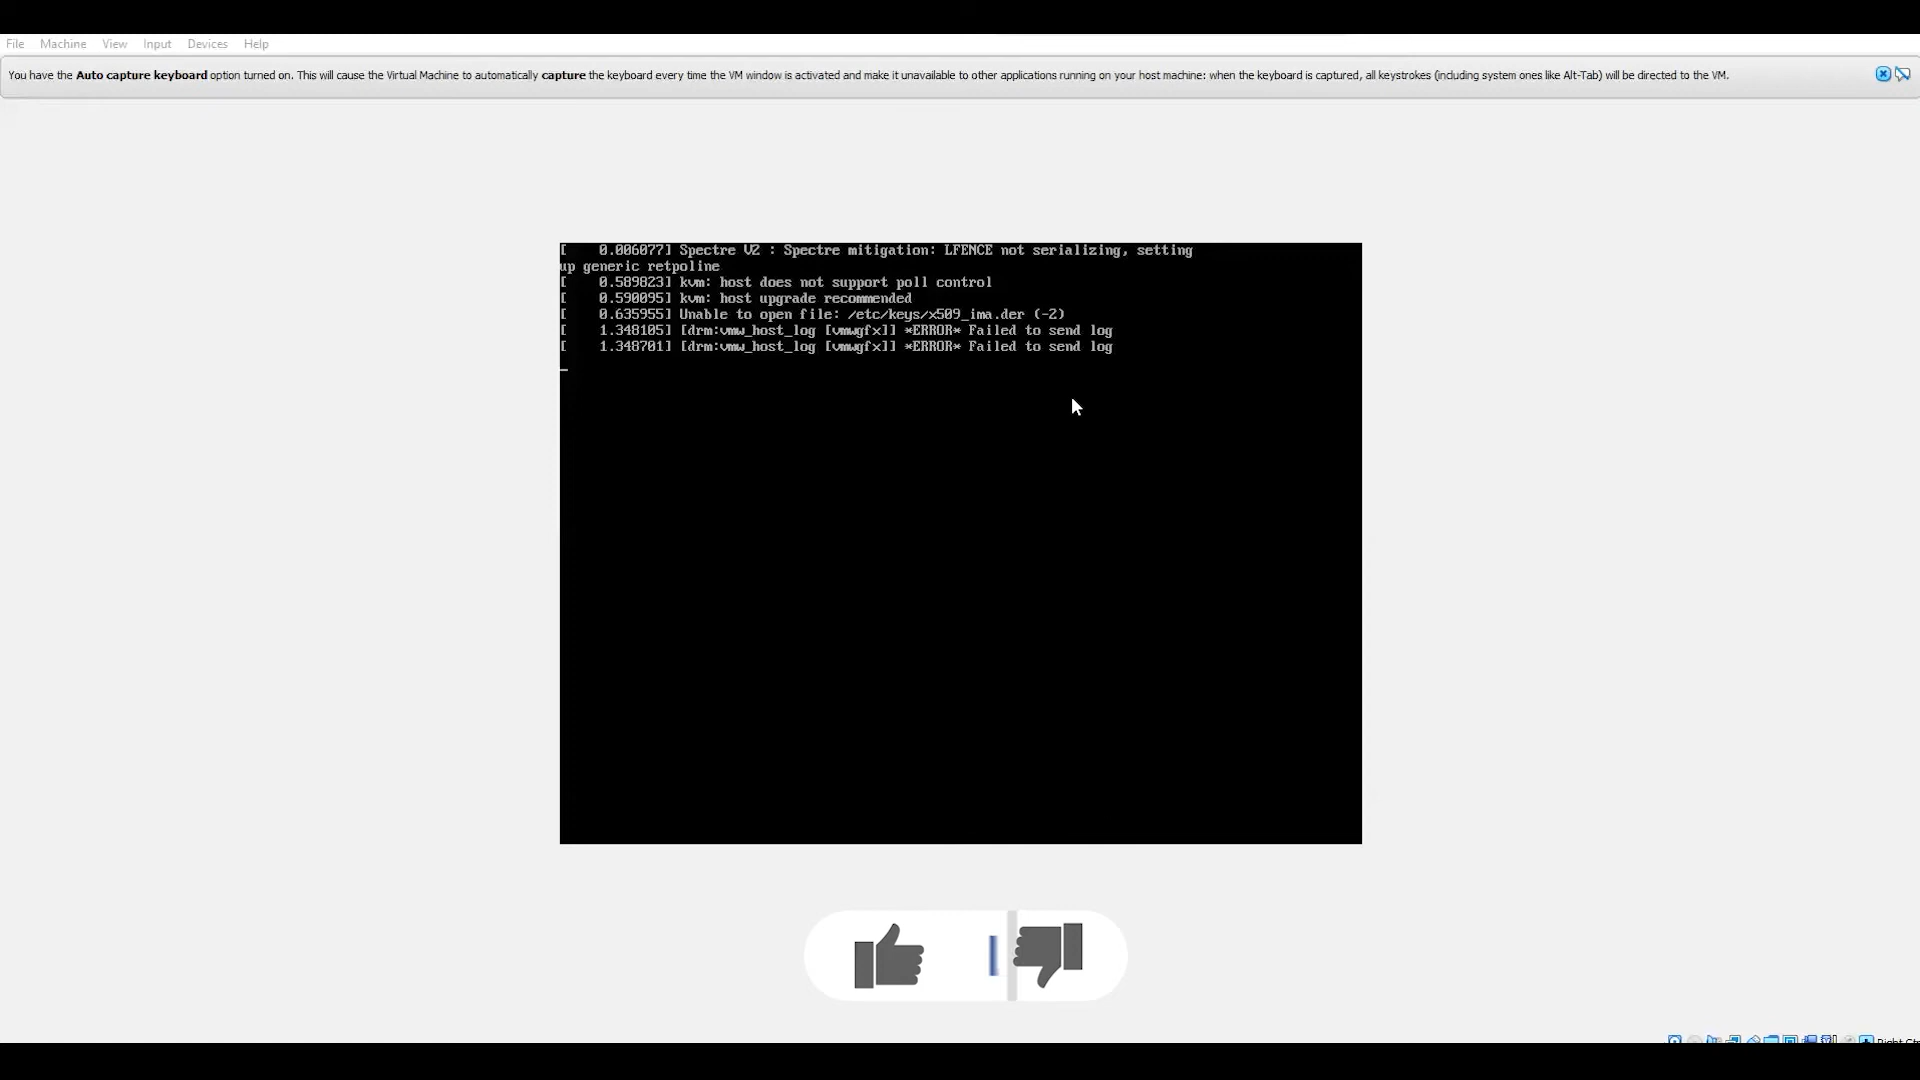 File Machine View Input Devices Help
You have the Auto capture keyboard option turned on. This will cause the Virtual Machine to automatically capture the keyboard every time the VM window is activated and make it unavailable to other applications running on your host machine: when the keyboard is captured, all keystrokes (including system ones like Alt-Tab) will be directed to the VM.
[    0.006077] Spectre V2 : Spectre mitigation: LFENCE not serializing, setting
up generic retpoline
[    0.589823] kvm: host does not support poll control
[    0.590095] kvm: host upgrade recommended
[    0.635955] Unable to open file: /etc/keys/x509_ima.der (-2)
[    1.348105] [drm:vmw_host_log [vmwgfx]] *ERROR* Failed to send log
[    1.348701] [drm:vmw_host_log [vmwgfx]] *ERROR* Failed to send log
_
Right